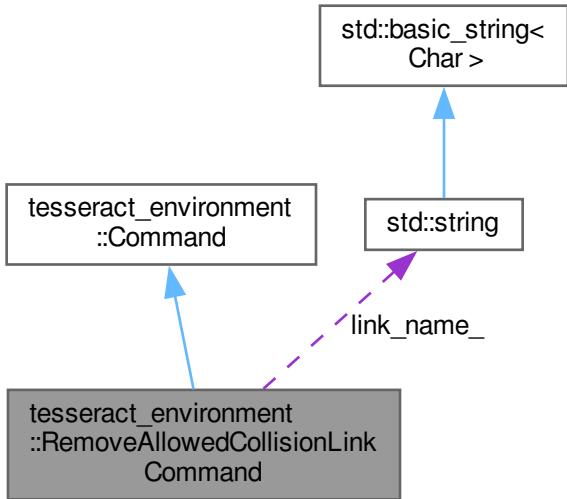 std::basic_string<
Char >
tesseract_environment
::Command
std::string
link_name_
tesseract_environment
::RemoveAllowedCollisionLink
Command